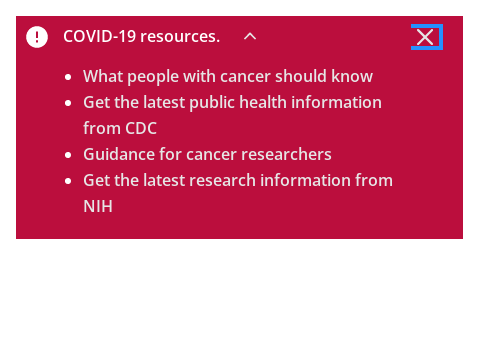 COVID-19 resources.
What people with cancer should know
Get the latest public health information
from CDC
Guidance for cancer researchers
Get the latest research information from
NIH